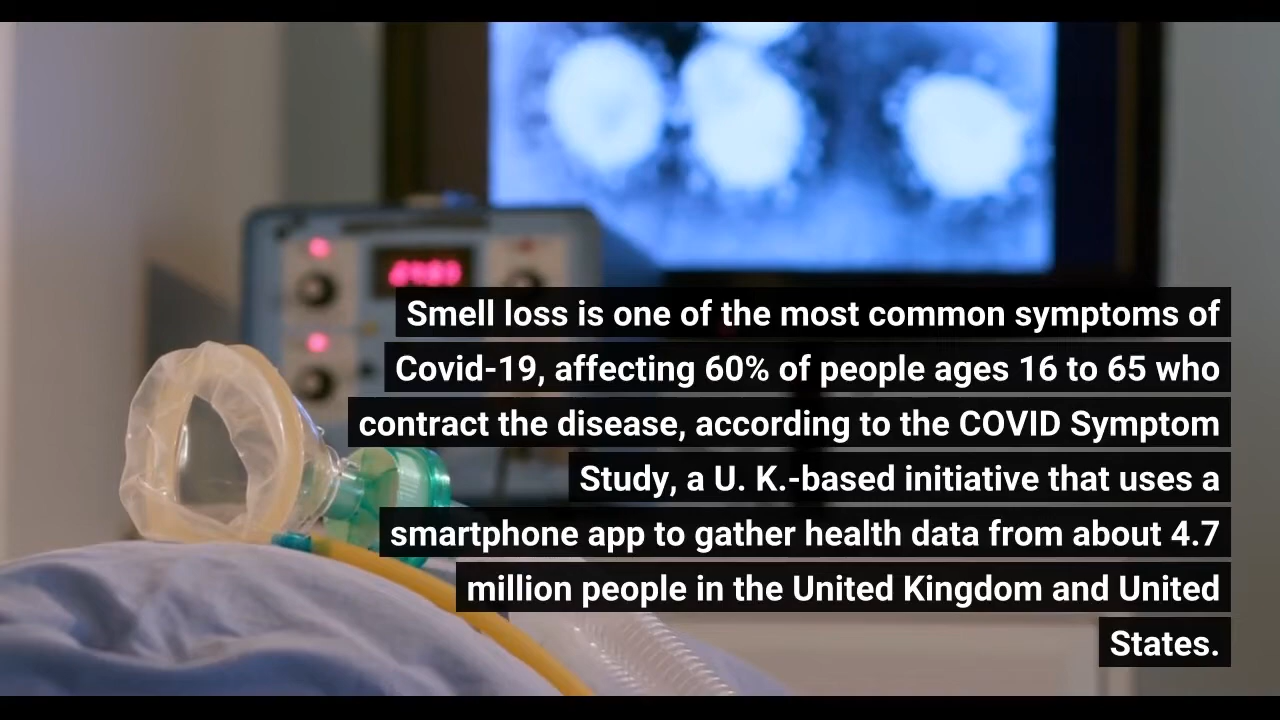 Smell loss is one of the most common symptoms of
Covid-19, affecting 60% of people ages 16 to 65 who
contract the disease, according to the COVID Symptom
Study, a U. K.-based initiative that uses a
smartphone app to gather health data from about 4.7
million people in the United Kingdom and United
States.